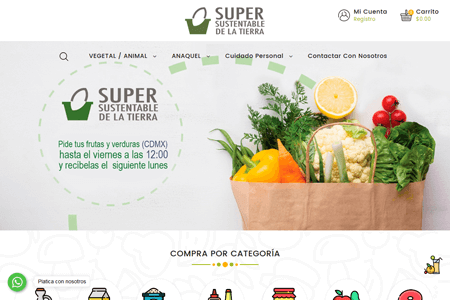 SUPER
SUSTENTABLE
DE LA TIERRA
Mi Cuenta
Registro
Carrito
$0.00
VEGETAL / ANIMAL
ANAQUEL
Cuidado Personal
Contactar Con Nosotros
SUPER
SUSTENTABLE
DE LA TIERRA
Pide tus frutas y verduras (CDMX)
hasta el viernes a las 12:00
y recibelas el siguiente lunes
COMPRA POR CATEGORÍA
Platica con nosotros